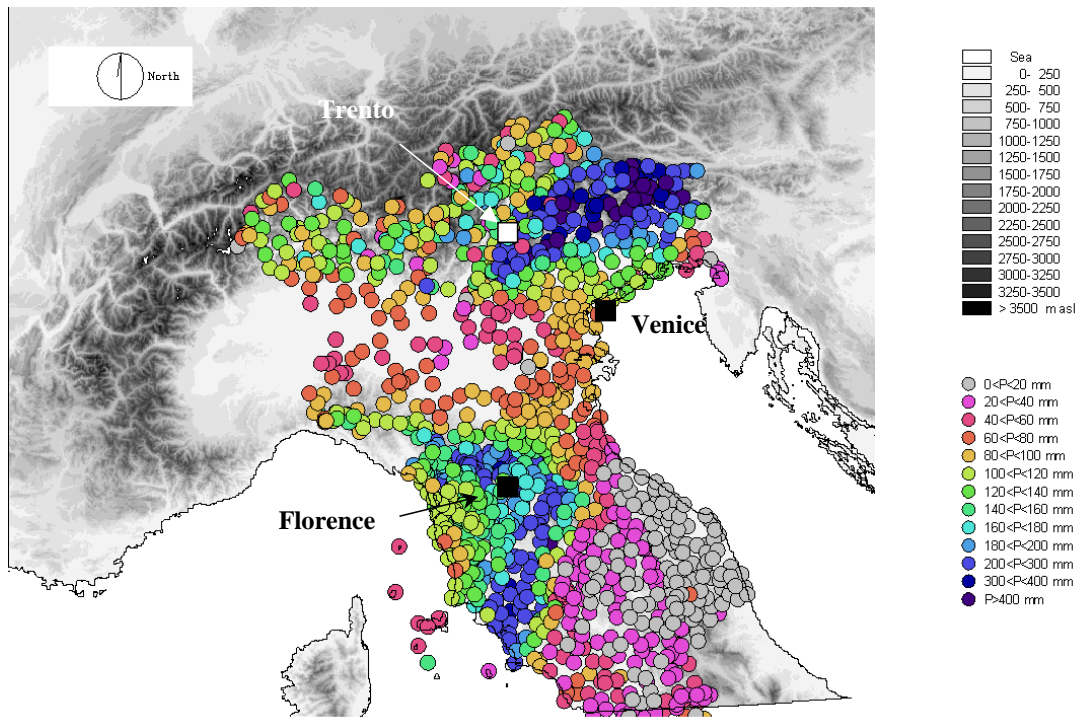 North
Trento
Venice
Florence
Sea
0- 250
250- 500
500- 750
750-1000
1000-1250
1250-1500
1500-1750
1750-2000
2000-2250
2250-2500
2500-2750
2750-3000
3000-3250
3250-3500
> 3500 m asl
0<P<20 mm
20<P<40 mm
40<P<60 mm
60<P<80 mm
80<P<100 mm
100<P<120 mm
120<P<140 mm
140<P<160 mm
160<P<180 mm
180<P<200 mm
200<P<300 mm
300<P<400 mm
P>400 mm